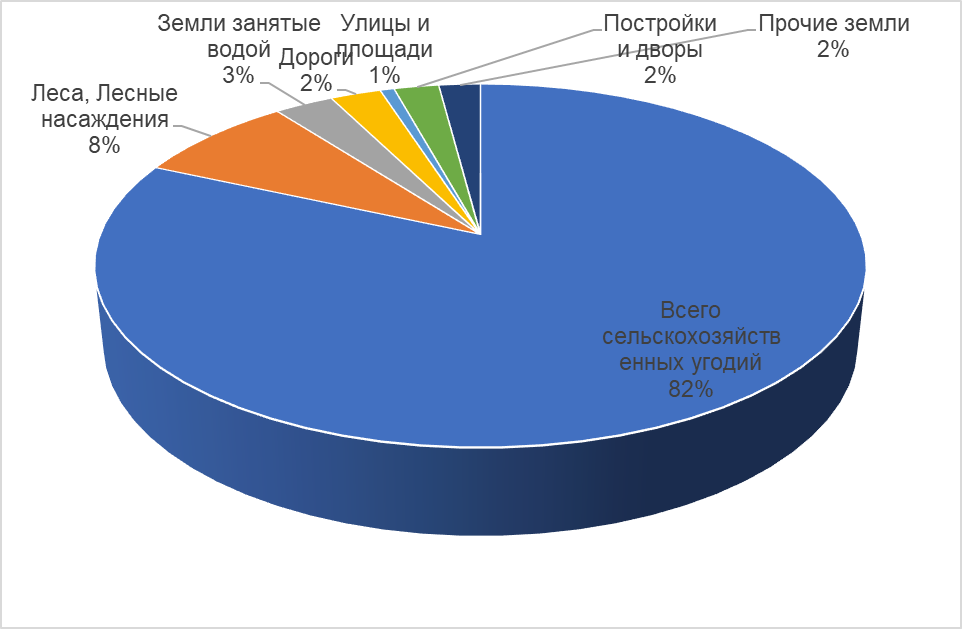 Земли занятые
водой
3%
Дороги
2%
Улицы и
площади
1%
Постройки
и дворы
2%
Прочие земли
2%
Леса, Лесные
насаждения
8%
Всего
сельскохозяйств
енных угодий
82%